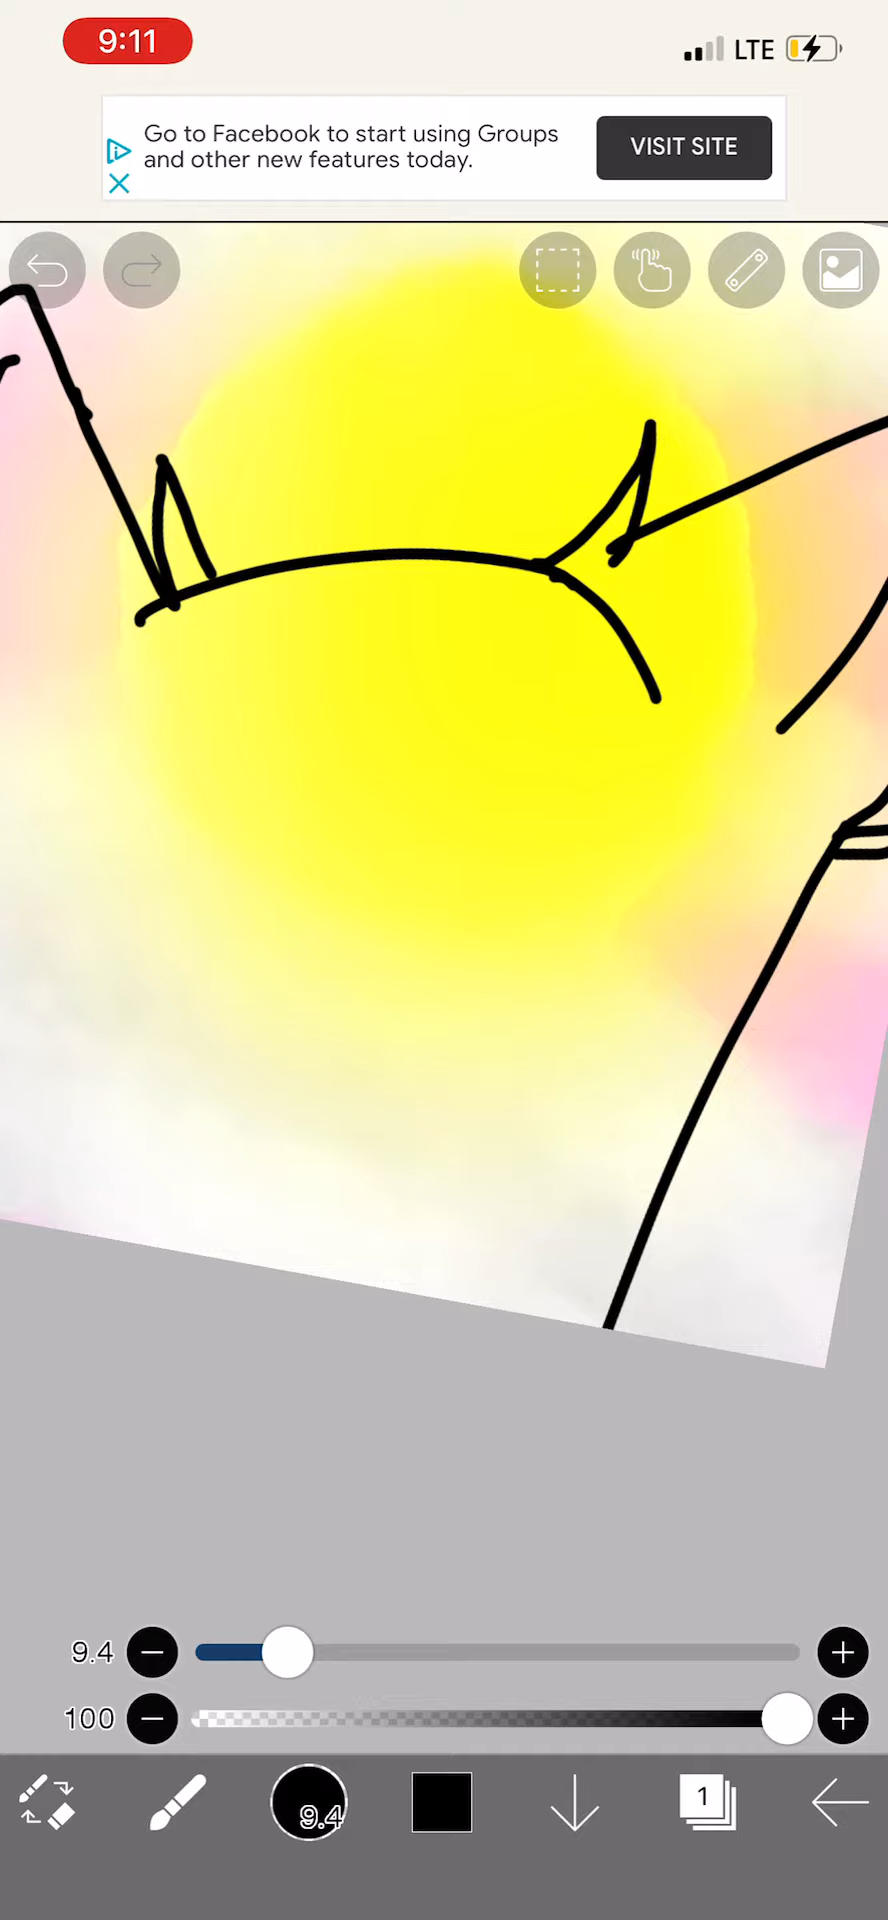 9:11
LTE
Go to Facebook to start using Groups
and other new features today.
VISIT SITE
9.4
100
9.4
1